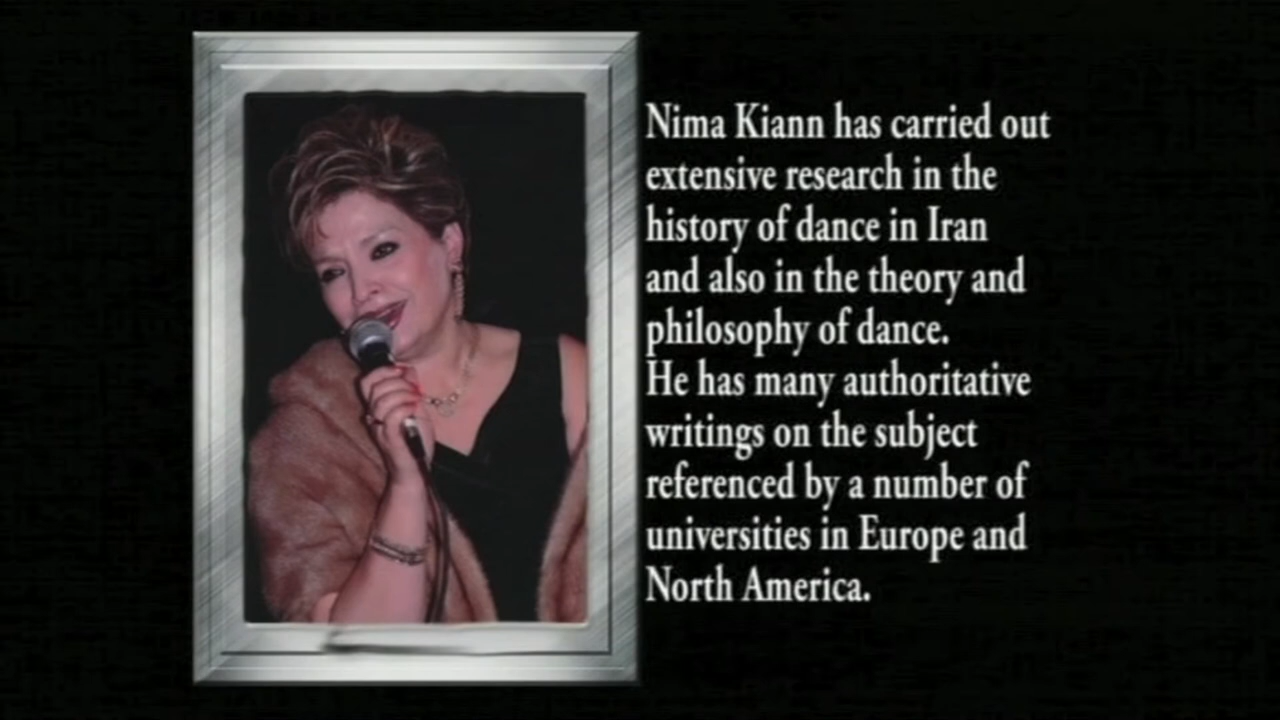 Nima Kiann has carried out
extensive research in the
history of dance in Iran
and also in the theory and
philosophy of dance.
He has many authoritative
writings on the subject
referenced by a number of
universities in Europe and
North America.